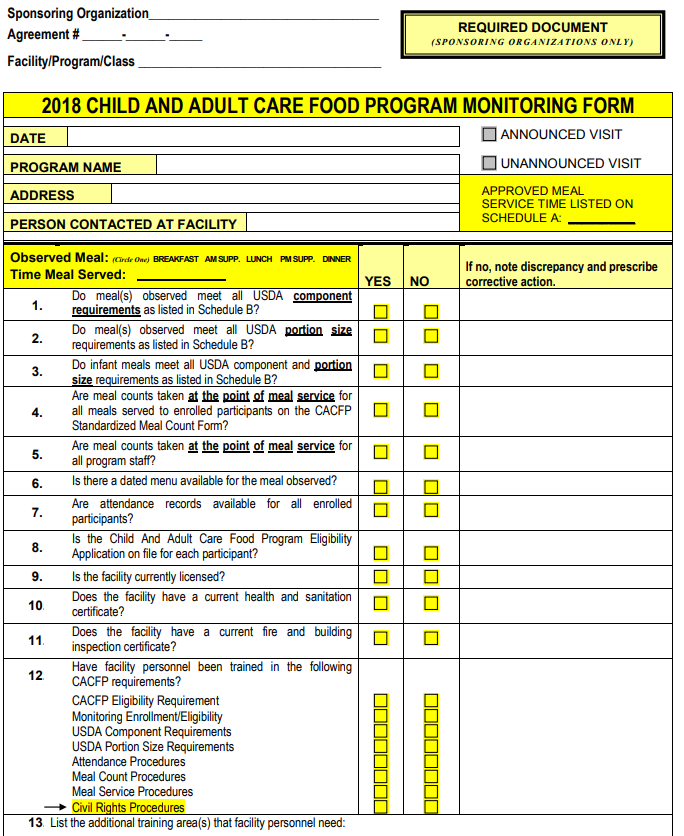 Sponsoring Organization___________________________________
Agreement # ______-______-_____
Facility/Program/Class _____________________________________
REQUIRED DOCUMENT
(SPONSORING ORGANIZATIONS ONLY)
2018 CHILD AND ADULT CARE FOOD PROGRAM MONITORING FORM
DATE
ANNOUNCED VISIT
PROGRAM NAME
UNANNOUNCED VISIT
ADDRESS
APPROVED MEAL
SERVICE TIME LISTED ON
SCHEDULE A: ________
PERSON CONTACTED AT FACILITY
Observed Meal: (Circle One) BREAKFAST AM SUPP. LUNCH PM SUPP. DINNER
Time Meal Served: ____________
YES NO
If no, note discrepancy and prescribe
corrective action.
1. Do meal(s) observed meet all USDA component
requirements as listed in Schedule B?
2. Do meal(s) observed meet all USDA portion size
requirements as listed in Schedule B?
3. Do infant meals meet all USDA component and portion
size requirements as listed in Schedule B?
4. Are meal counts taken at the point of meal service for
all meals served to enrolled participants on the CACFP
Standardized Meal Count Form?
5. Are meal counts taken at the point of meal service for
all program staff?
6. Is there a dated menu available for the meal observed?
7. Are attendance records available for all enrolled
participants?
8. Is the Child And Adult Care Food Program Eligibility
Application on file for each participant?
9. Is the facility currently licensed?
10. Does the facility have a current health and sanitation
certificate?
11. Does the facility have a current fire and building
inspection certificate?
12. Have facility personnel been trained in the following
CACFP requirements?
CACFP Eligibility Requirement
Monitoring Enrollment/Eligibility
USDA Component Requirements
USDA Portion Size Requirements
Attendance Procedures
Meal Count Procedures
Meal Service Procedures
Civil Rights Procedures
13. List the additional training area(s) that facility personnel need: